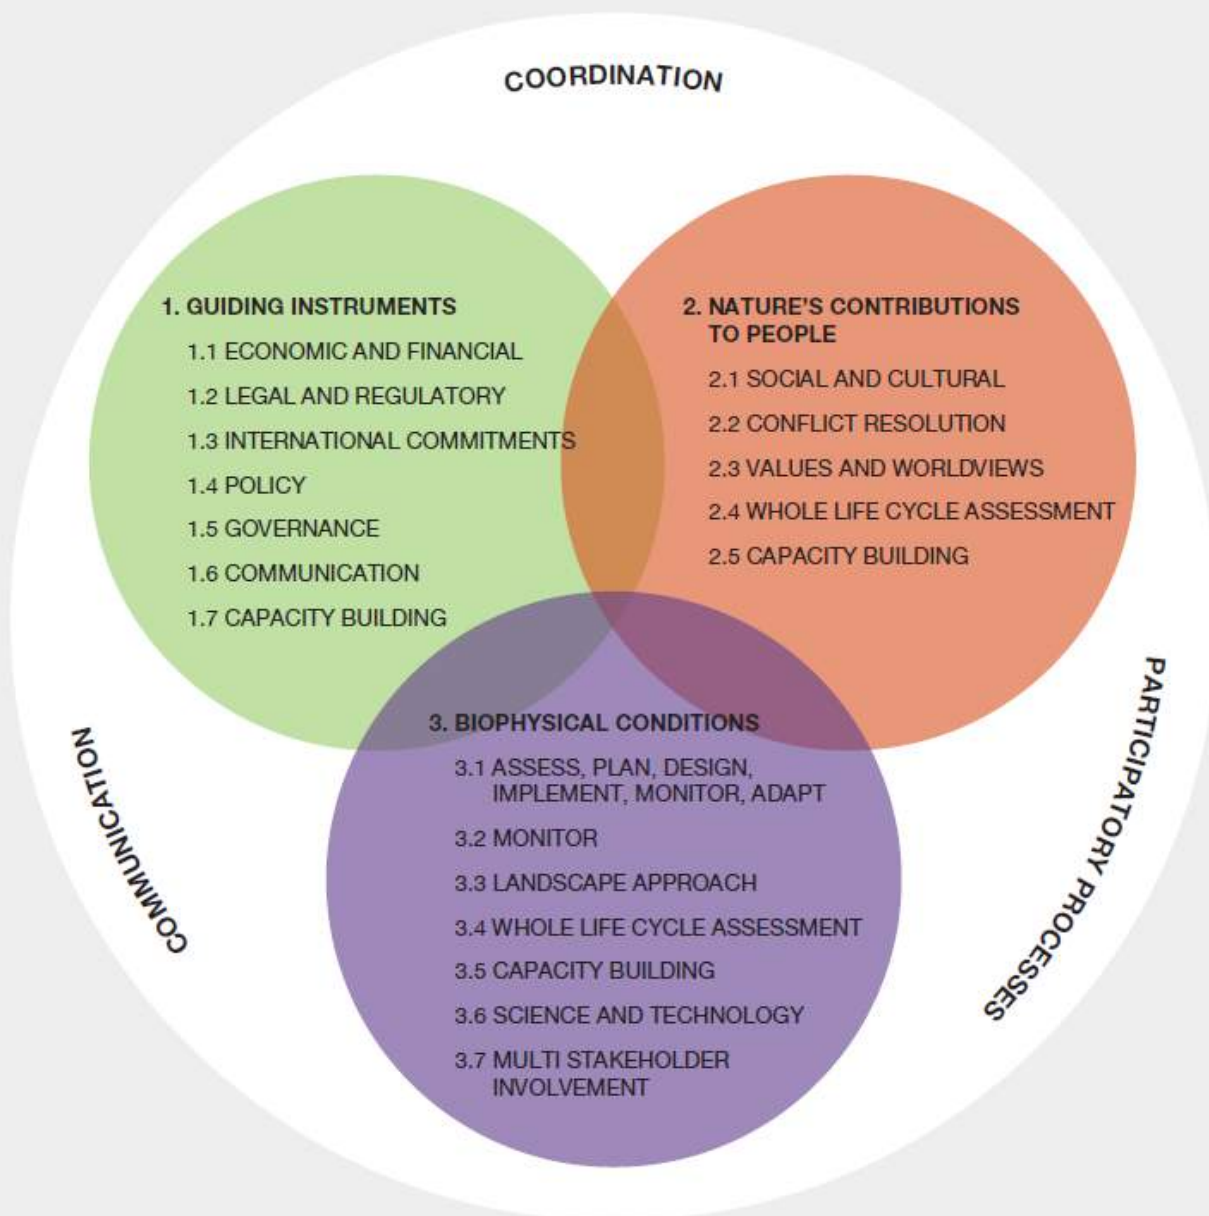 COORDINATION
1. GUIDING INSTRUMENTS
1.1 ECONOMIC AND FINANCIAL
1.2 LEGAL AND REGULATORY
1.3 INTERNATIONAL COMMITMENTS
1.4 POLICY
1.5 GOVERNANCE
1.6 COMMUNICATION
1.7 CAPACITY BUILDING
2. NATURE'S CONTRIBUTIONS
TO PEOPLE
2.1 SOCIAL AND CULTURAL
2.2 CONFLICT RESOLUTION
2.3 VALUES AND WORLDVIEWS
2.4 WHOLE LIFE CYCLE ASSESSMENT
2.5 CAPACITY BUILDING
3. BIOPHYSICAL CONDITIONS
3.1 ASSESS, PLAN, DESIGN,
IMPLEMENT, MONITOR, ADAPT
3.2 MONITOR
3.3 LANDSCAPE APPROACH
3.4 WHOLE LIFE CYCLE ASSESSMENT
3.5 CAPACITY BUILDING
3.6 SCIENCE AND TECHNOLOGY
3.7 MULTI STAKEHOLDER
INVOLVEMENT
COMMUNICATION
PARTICIPATORY PROCESSES